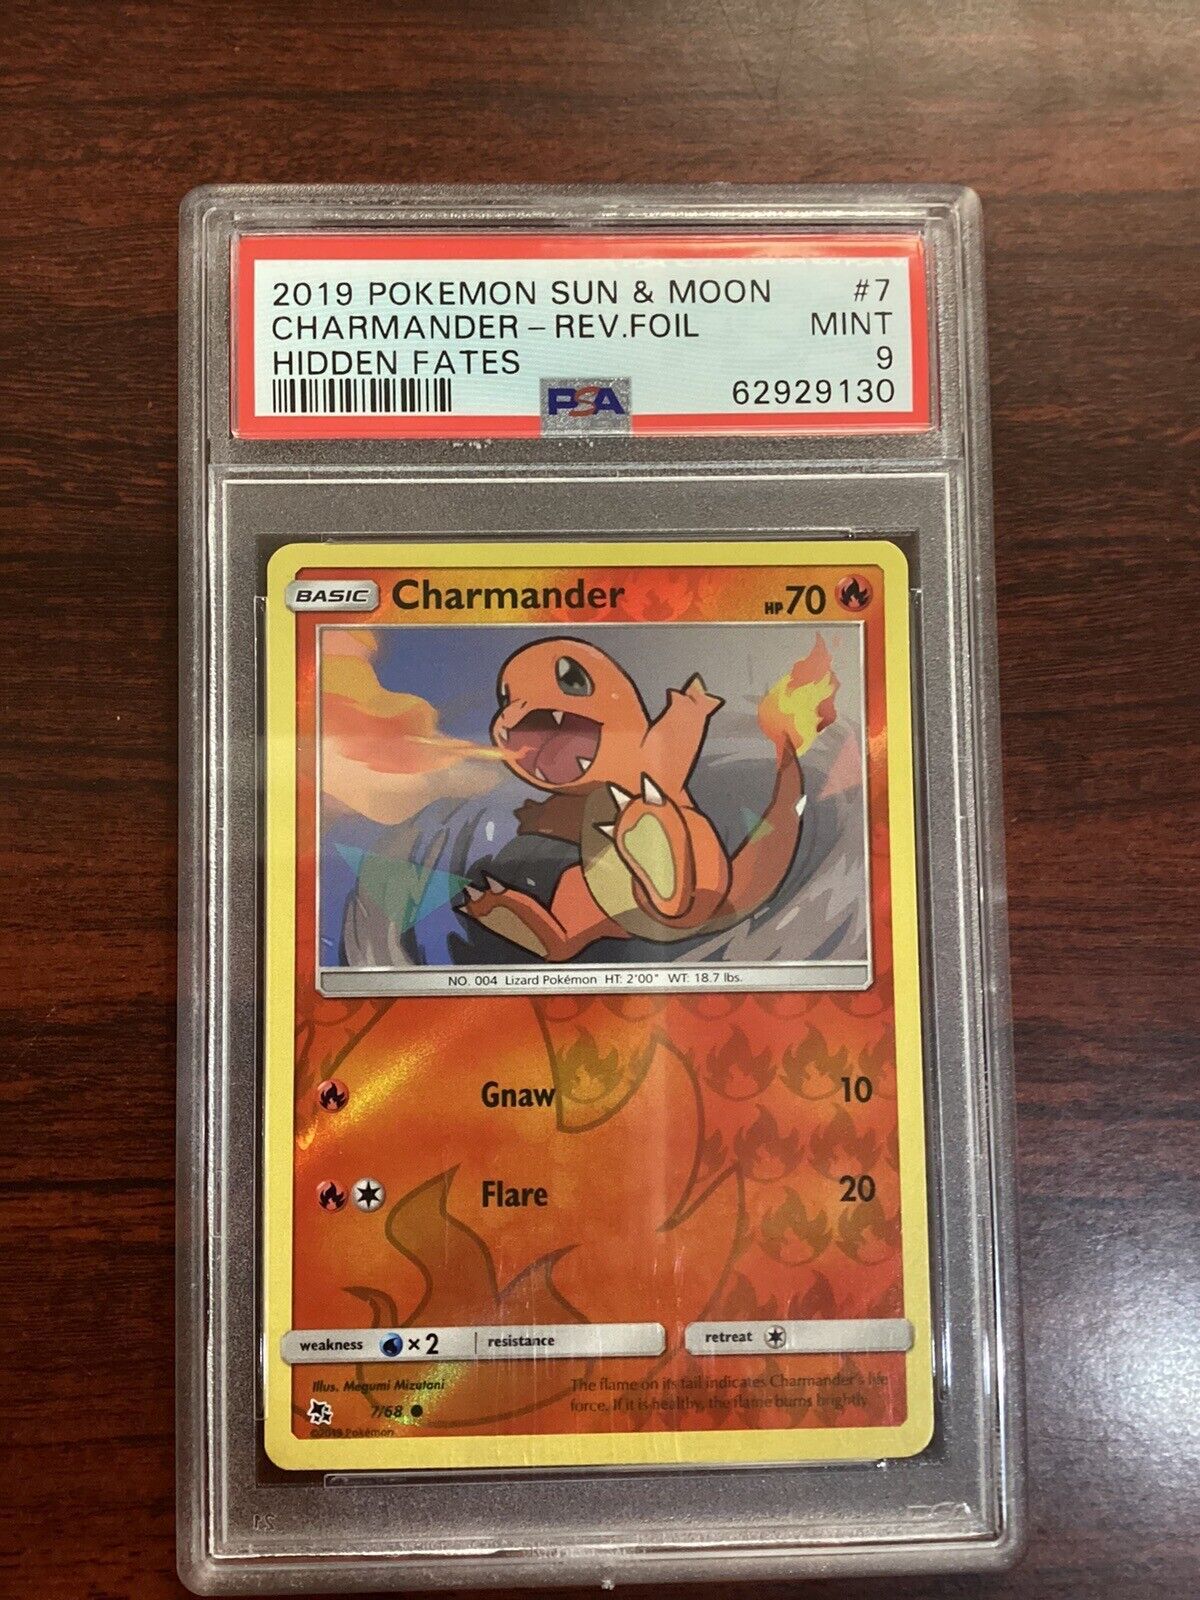 2019 POKEMON SUN & MOON #7
CHARMANDER - REV.FOIL MINT
HIDDEN FATES 9
PSA 62929130
BASIC Charmander HP 70
NO. 004 Lizard Pokémon HT: 2'00" WT: 18.7 lbs.
Gnaw 10
Flare 20
weakness ×2 resistance retreat
Illus. Megumi Mizutani
The flame on its tail indicates Charmander's life
force. If it is healthy, the flame burns brightly.
7/68
©2019 Pokémon